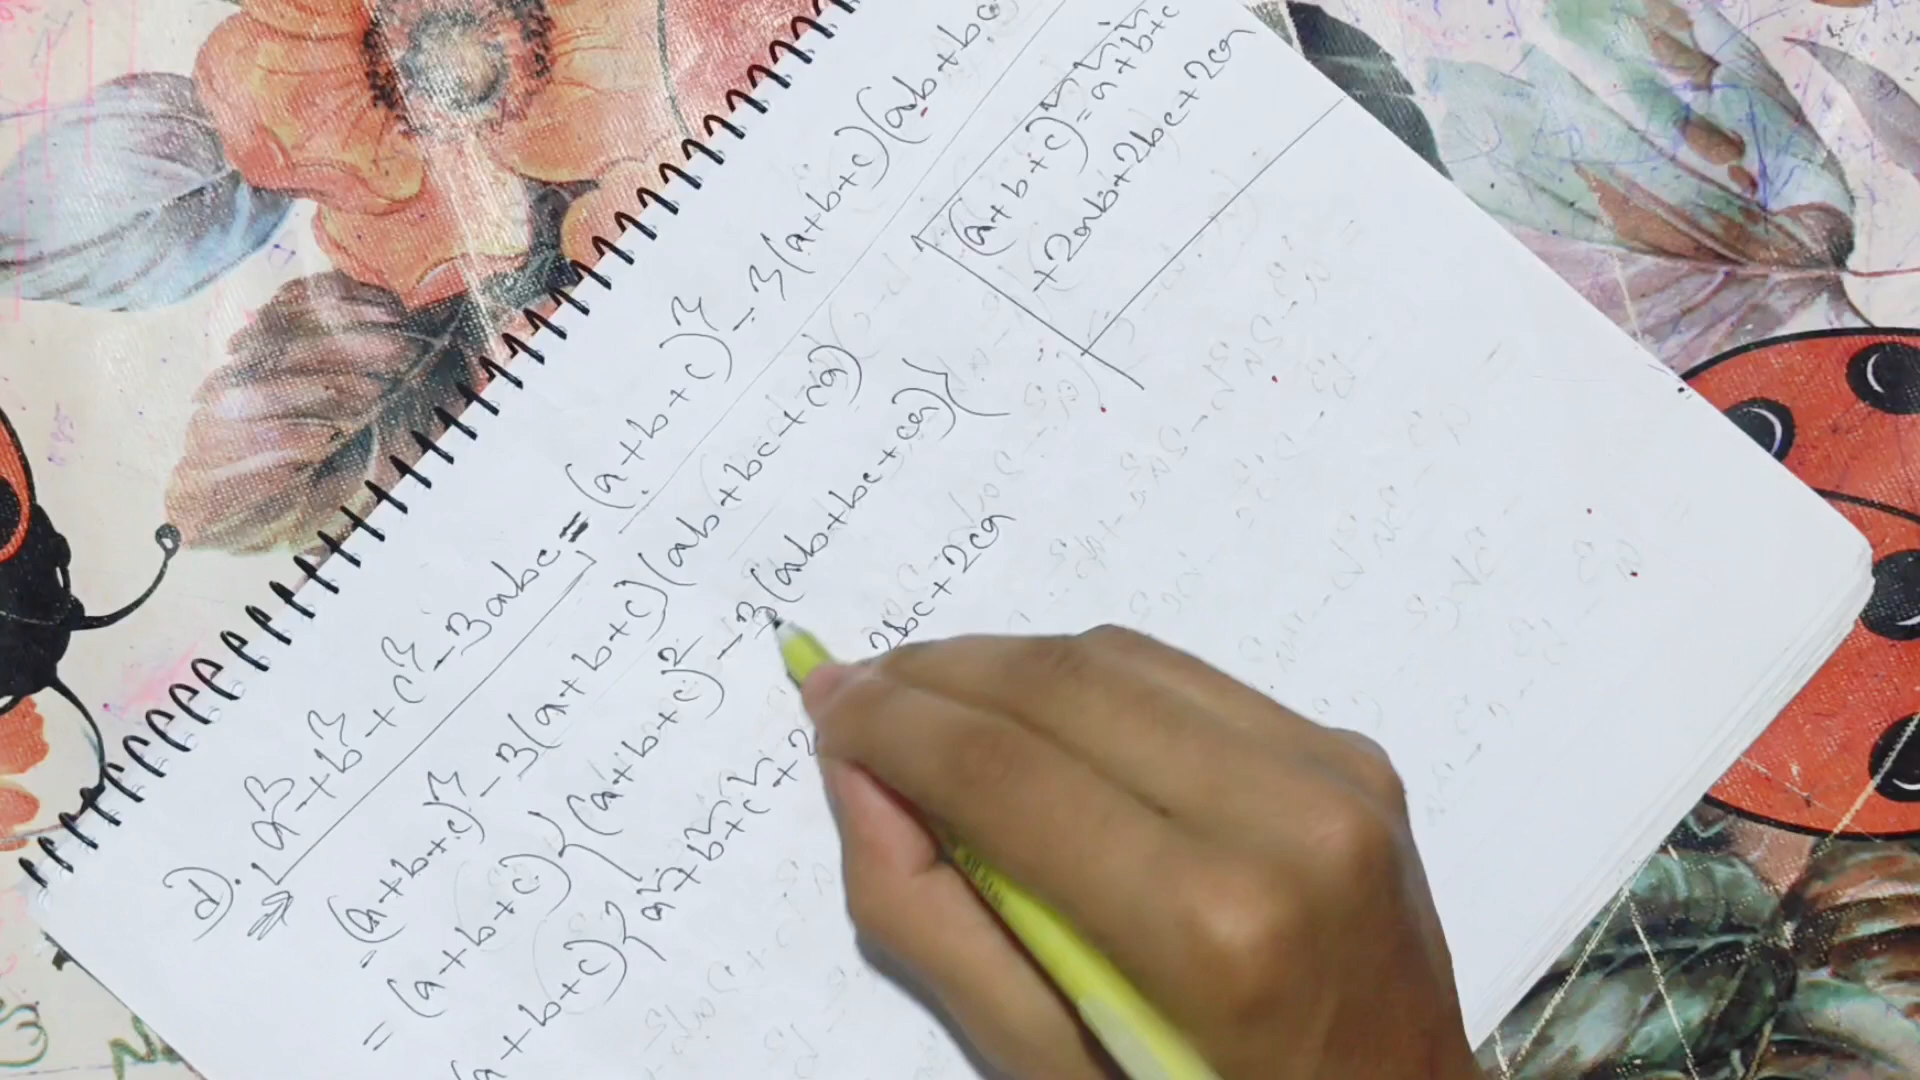 d). a³+b³+c³-3abc = (a+b+c)³-3(a+b+c)(ab+bc
(a+b+c)³-3(a+b+c)(ab+bc+ca)
= (a+b+c){(a+b+c)²-3(ab+bc+ca)}
(a+b+c){a²+b²+c²+2 2bc+2ca
(a+b+c)²=a²+b²+c²
+2ab+2bc+2ca